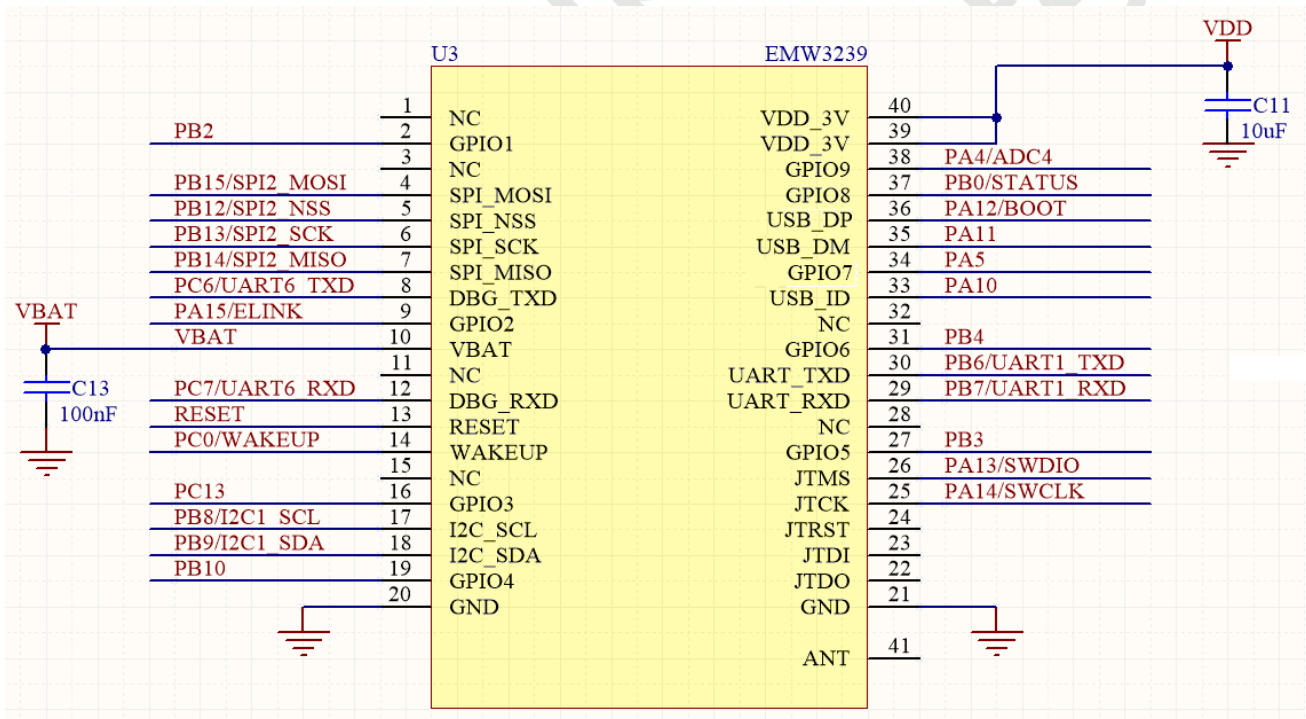 VDD
U3 EMW3239
C11
10uF
1 NC VDD_3V 40
PB2 2 GPIO1 VDD_3V 39
3 NC GPIO9 38 PA4/ADC4
PB15/SPI2_MOSI 4 SPI_MOSI GPIO8 37 PB0/STATUS
PB12/SPI2_NSS 5 SPI_NSS USB_DP 36 PA12/BOOT
PB13/SPI2_SCK 6 SPI_SCK USB_DM 35 PA11
PB14/SPI2_MISO 7 SPI_MISO GPIO7 34 PA5
PC6/UART6_TXD 8 DBG_TXD USB_ID 33 PA10
VBAT
PA15/ELINK 9 GPIO2 NC 32
VBAT 10 VBAT GPIO6 31 PB4
11 NC UART_TXD 30 PB6/UART1_TXD
C13
100nF
PC7/UART6_RXD 12 DBG_RXD UART_RXD 29 PB7/UART1_RXD
RESET 13 RESET NC 28
PC0/WAKEUP 14 WAKEUP GPIO5 27 PB3
15 NC JTMS 26 PA13/SWDIO
PC13 16 GPIO3 JTCK 25 PA14/SWCLK
PB8/I2C1_SCL 17 I2C_SCL JTRST 24
PB9/I2C1_SDA 18 I2C_SDA JTDI 23
PB10 19 GPIO4 JTDO 22
20 GND GND 21
ANT 41